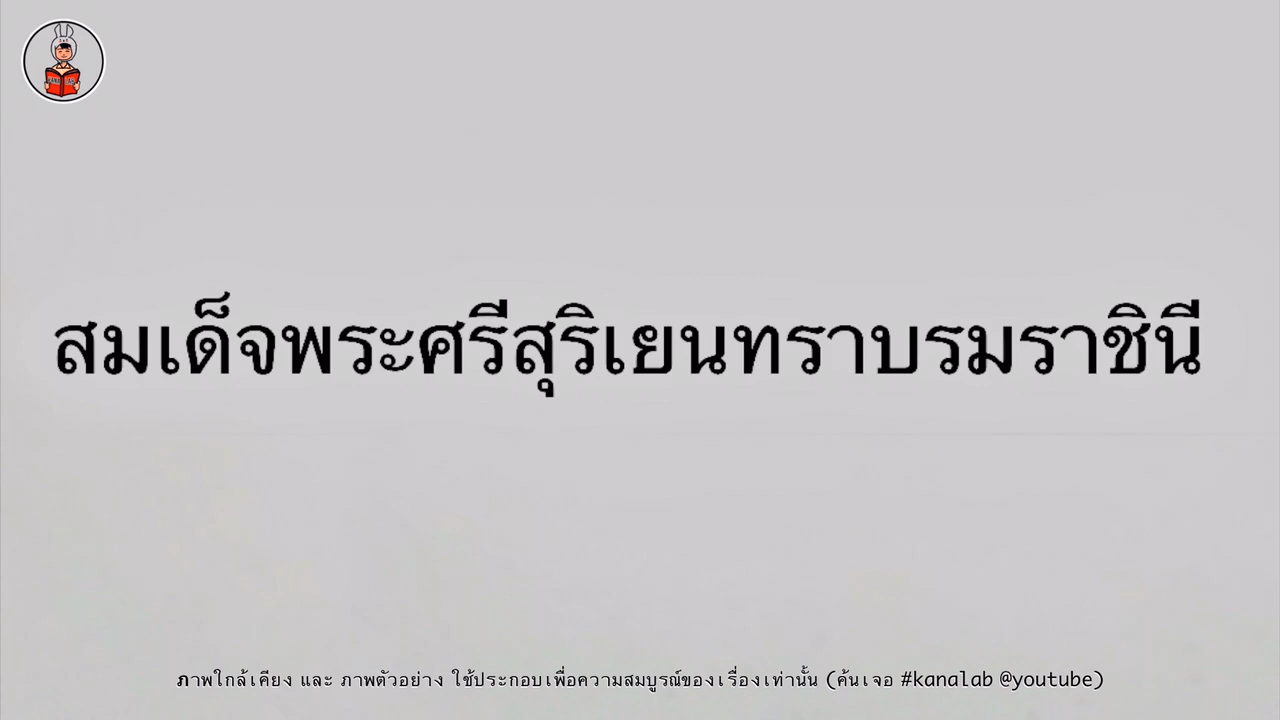 สมเด็จพระศรีสุริเยนทราบรมราชินี
ภาพใกล้เคียง และ ภาพตัวอย่าง ใช้ประกอบเพื่อความสมบูรณ์ของเรื่องเท่านั้น (ค้นเจอ #kanalab @youtube)